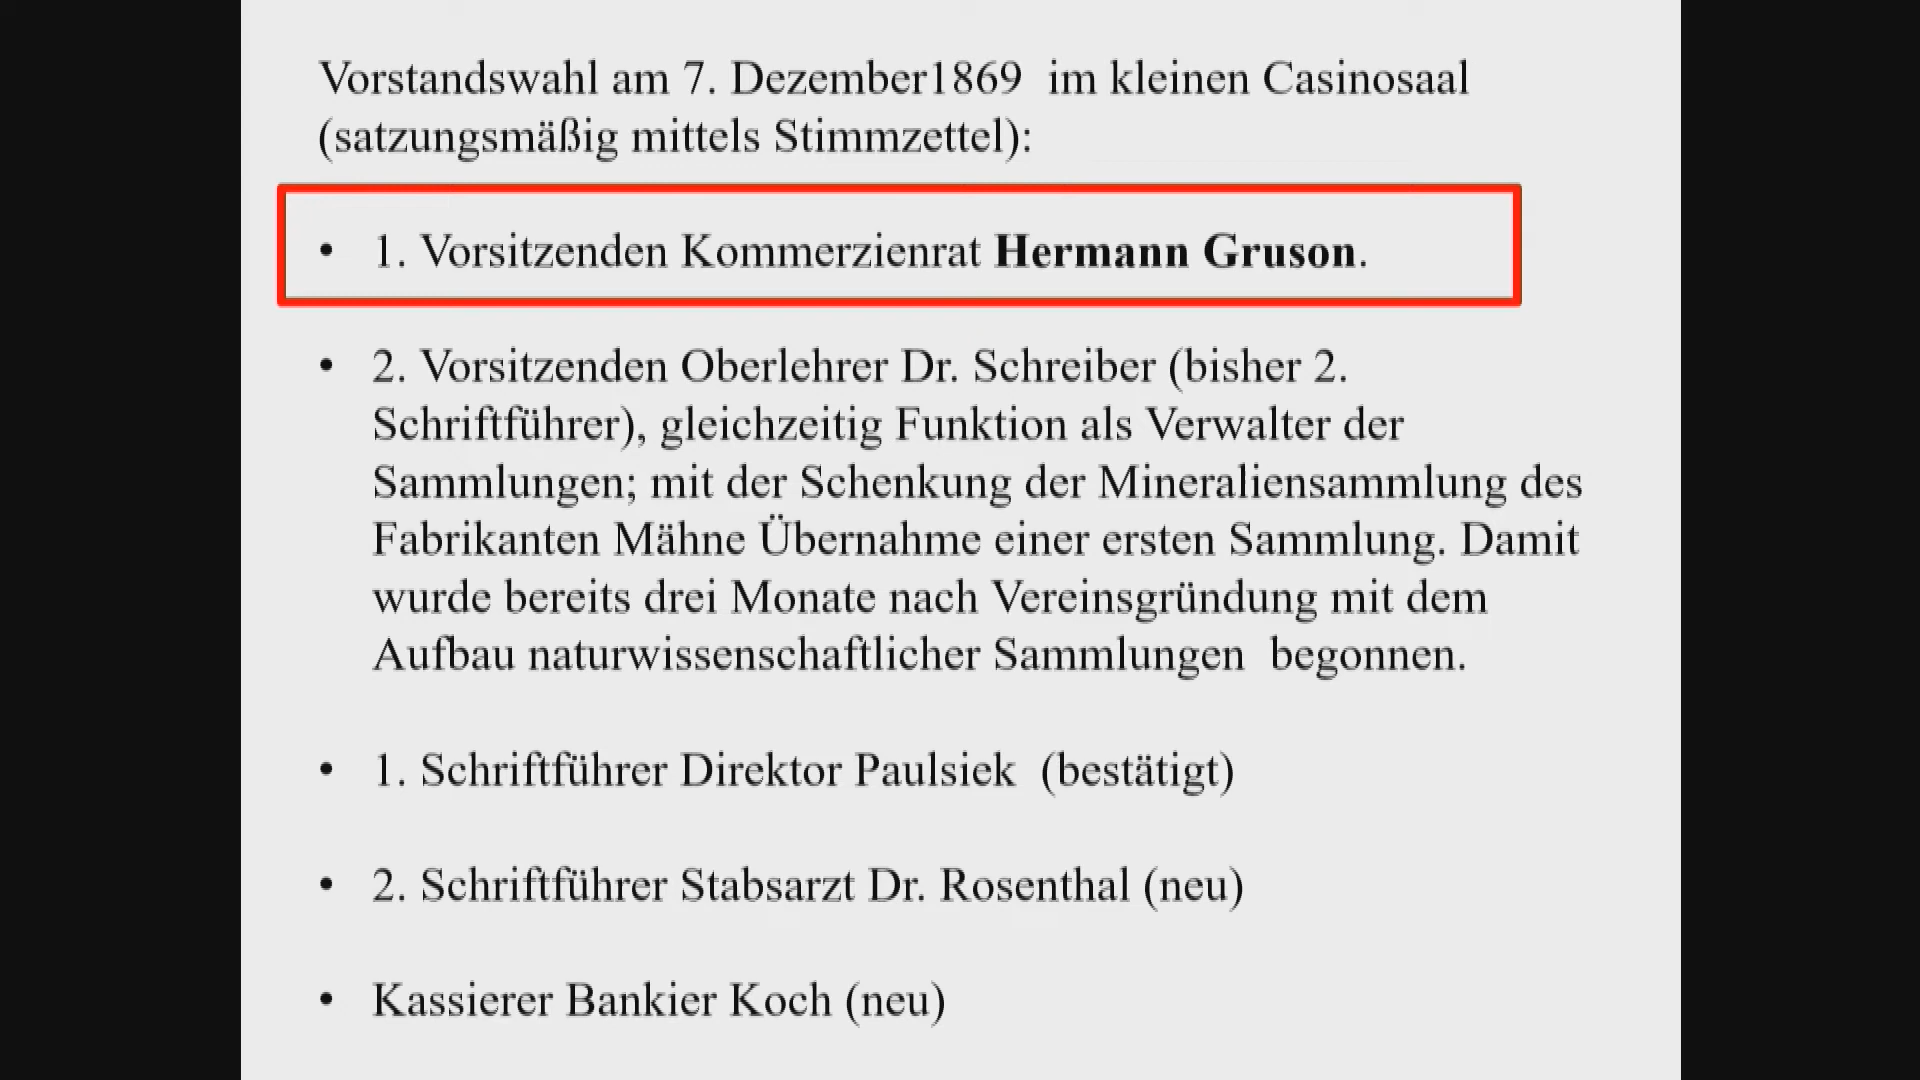 Vorstandswahl am 7. Dezember1869 im kleinen Casinosaal
(satzungsmäßig mittels Stimmzettel):
• 1. Vorsitzenden Kommerzienrat Hermann Gruson.
• 2. Vorsitzenden Oberlehrer Dr. Schreiber (bisher 2.
Schriftführer), gleichzeitig Funktion als Verwalter der
Sammlungen; mit der Schenkung der Mineraliensammlung des
Fabrikanten Mähne Übernahme einer ersten Sammlung. Damit
wurde bereits drei Monate nach Vereinsgründung mit dem
Aufbau naturwissenschaftlicher Sammlungen begonnen.
• 1. Schriftführer Direktor Paulsiek (bestätigt)
• 2. Schriftführer Stabsarzt Dr. Rosenthal (neu)
• Kassierer Bankier Koch (neu)